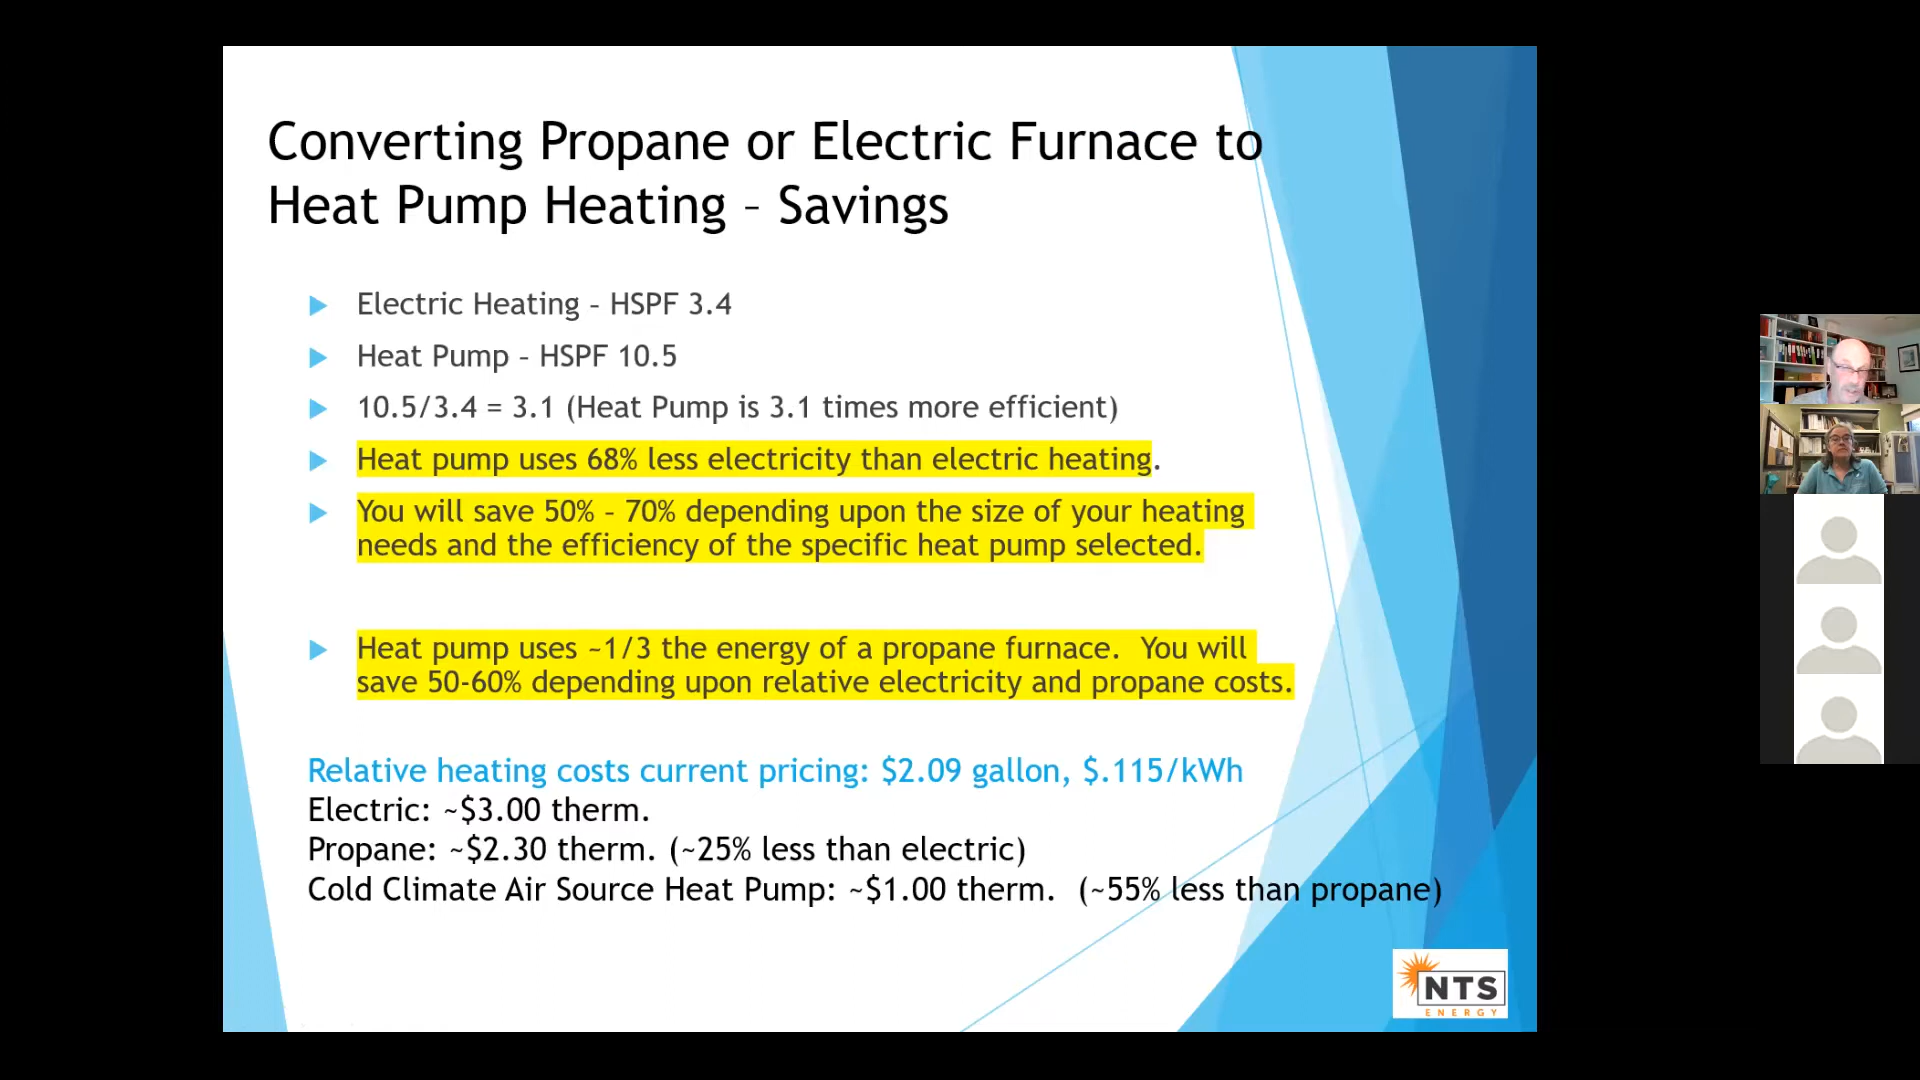 Converting Propane or Electric Furnace to
Heat Pump Heating – Savings
Electric Heating – HSPF 3.4
Heat Pump – HSPF 10.5
10.5/3.4 = 3.1 (Heat Pump is 3.1 times more efficient)
Heat pump uses 68% less electricity than electric heating.
You will save 50% – 70% depending upon the size of your heating
needs and the efficiency of the specific heat pump selected.
Heat pump uses ~1/3 the energy of a propane furnace.  You will
save 50-60% depending upon relative electricity and propane costs.
Relative heating costs current pricing: $2.09 gallon, $.115/kWh
Electric: ~$3.00 therm.
Propane: ~$2.30 therm. (~25% less than electric)
Cold Climate Air Source Heat Pump: ~$1.00 therm.  (~55% less than propane)
NTS
ENERGY